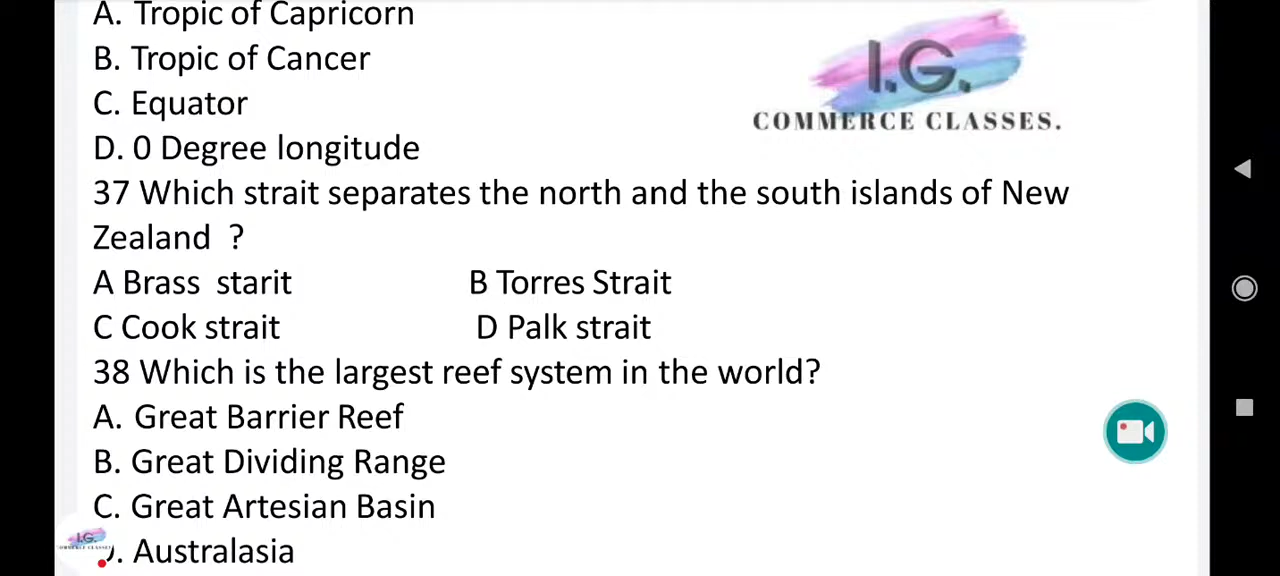 A. Tropic of Capricorn
B. Tropic of Cancer
C. Equator
D. 0 Degree longitude
I.G.
COMMERCE CLASSES.
37 Which strait separates the north and the south islands of New
Zealand ?
A Brass starit B Torres Strait
C Cook strait D Palk strait
38 Which is the largest reef system in the world?
A. Great Barrier Reef
B. Great Dividing Range
C. Great Artesian Basin
I.G.
COMMERCE CLASSES
. Australasia